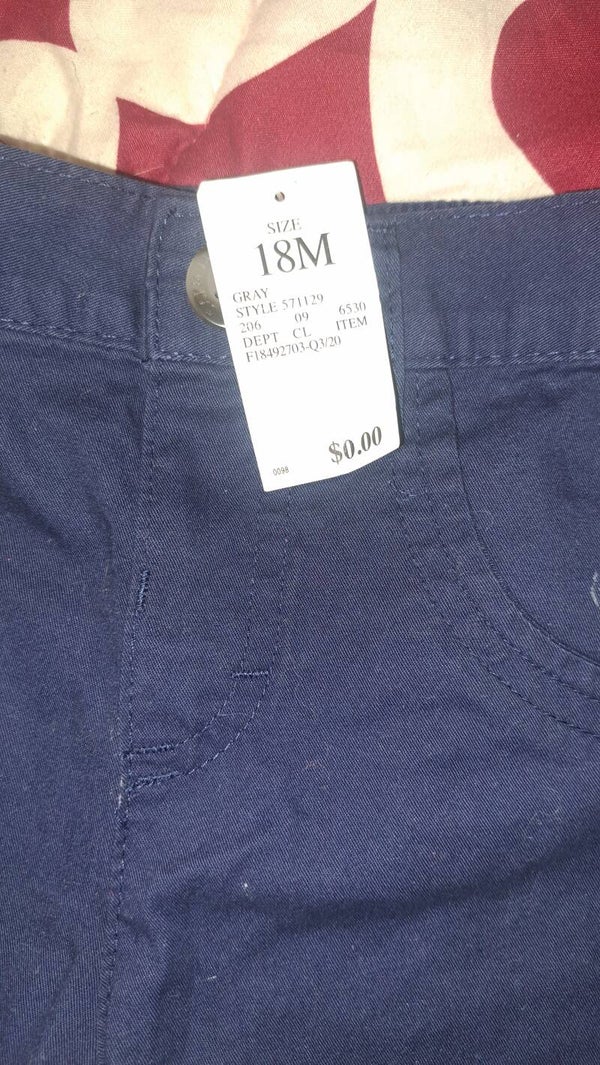 SIZE
18M
GRAY
STYLE 571129
206 09 6530
DEPT CL ITEM
F18492703-Q3/20
$0.00
0098